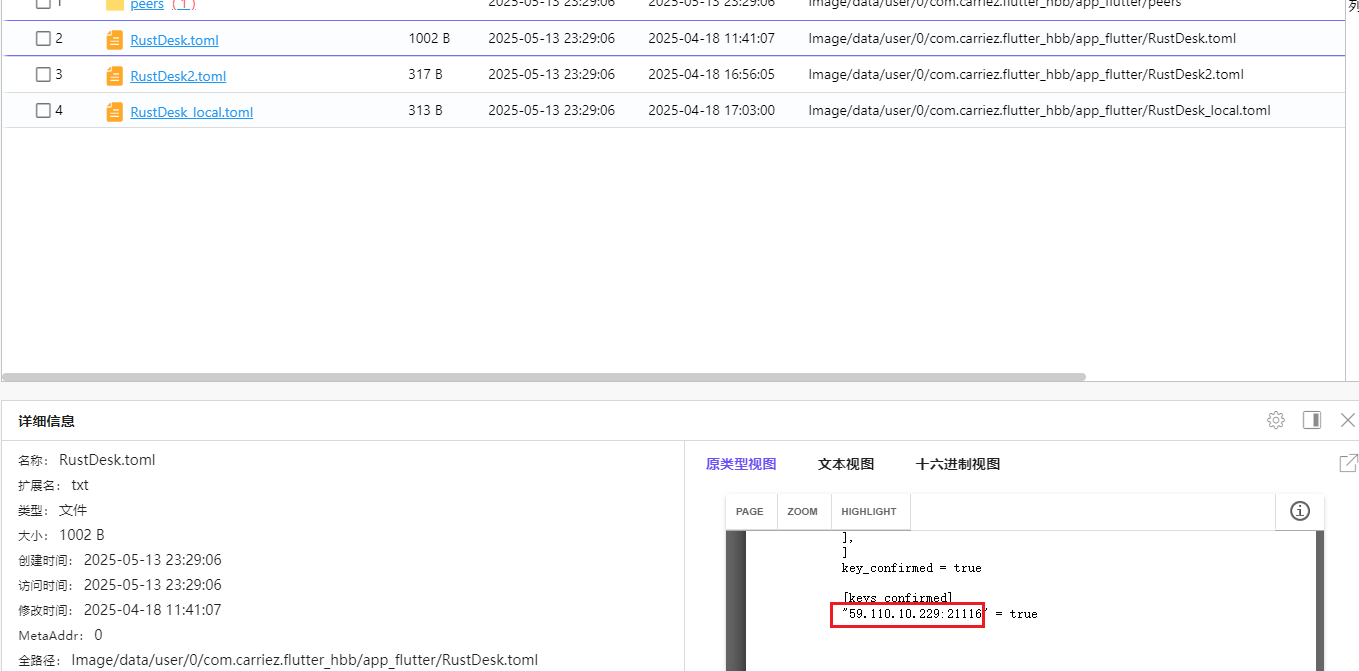 1 peers ( 1 ) 2025-05-13 23:29:06 2025-05-13 23:29:06 Image/data/user/0/com.carriez.flutter_hbb/app_flutter/peers 列
2 RustDesk.toml 1002 B 2025-05-13 23:29:06 2025-04-18 11:41:07 Image/data/user/0/com.carriez.flutter_hbb/app_flutter/RustDesk.toml
3 RustDesk2.toml 317 B 2025-05-13 23:29:06 2025-04-18 16:56:05 Image/data/user/0/com.carriez.flutter_hbb/app_flutter/RustDesk2.toml
4 RustDesk_local.toml 313 B 2025-05-13 23:29:06 2025-04-18 17:03:00 Image/data/user/0/com.carriez.flutter_hbb/app_flutter/RustDesk_local.toml
详细信息
名称: RustDesk.toml
扩展名: txt
类型: 文件
大小: 1002 B
创建时间: 2025-05-13 23:29:06
访问时间: 2025-05-13 23:29:06
修改时间: 2025-04-18 11:41:07
MetaAddr: 0
全路径: Image/data/user/0/com.carriez.flutter_hbb/app_flutter/RustDesk.toml
原类型视图 文本视图 十六进制视图
PAGE ZOOM HIGHLIGHT
],
]
key_confirmed = true
[keys_confirmed]
"59.110.10.229:21116" = true